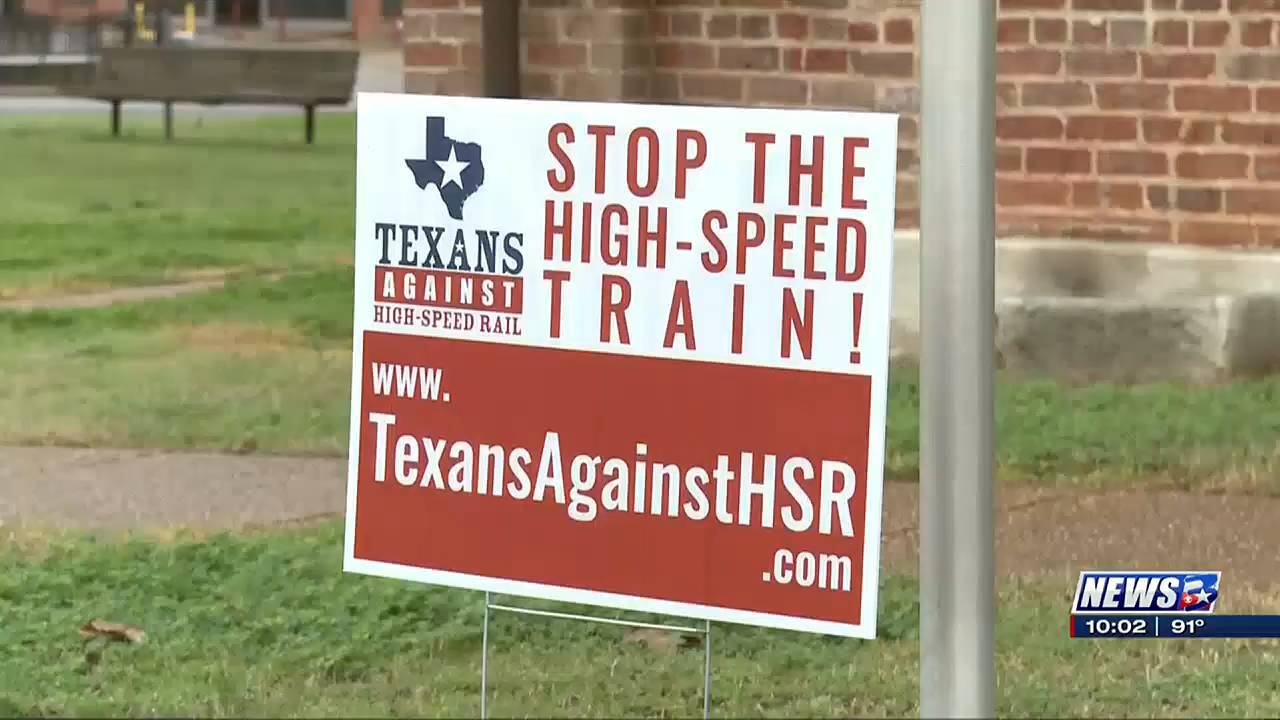 TEXANS
AGAINST
HIGH-SPEED RAIL
STOP THE
HIGH-SPEED
TRAIN!
www.
TexansAgainstHSR
.com
NEWS
10:02 | 91°